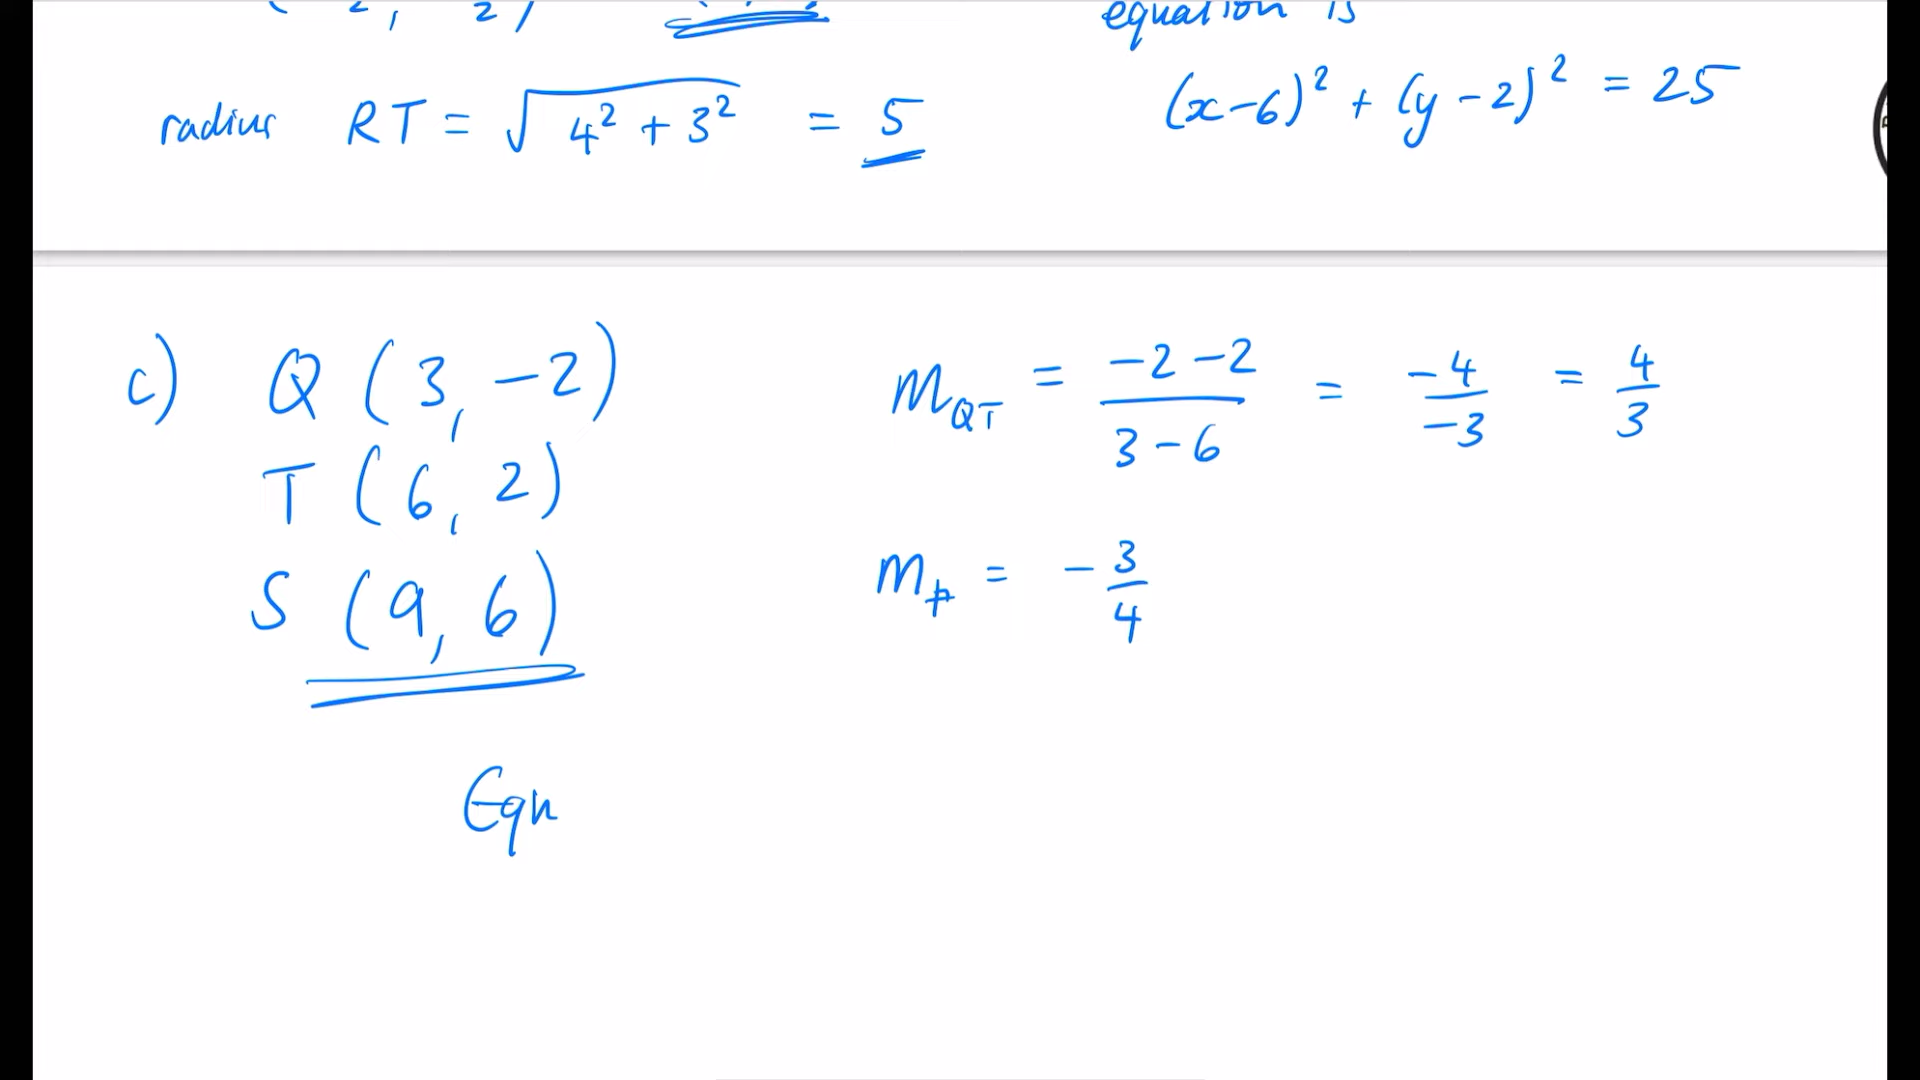 equation is
radius RT = √4² + 3² = 5
(x-6)² + (y-2)² = 25
c) Q (3, -2)
T (6, 2)
S (9, 6)
m_QT = (-2-2)/(3-6) = -4/-3 = 4/3
m_p = -3/4
Eqn